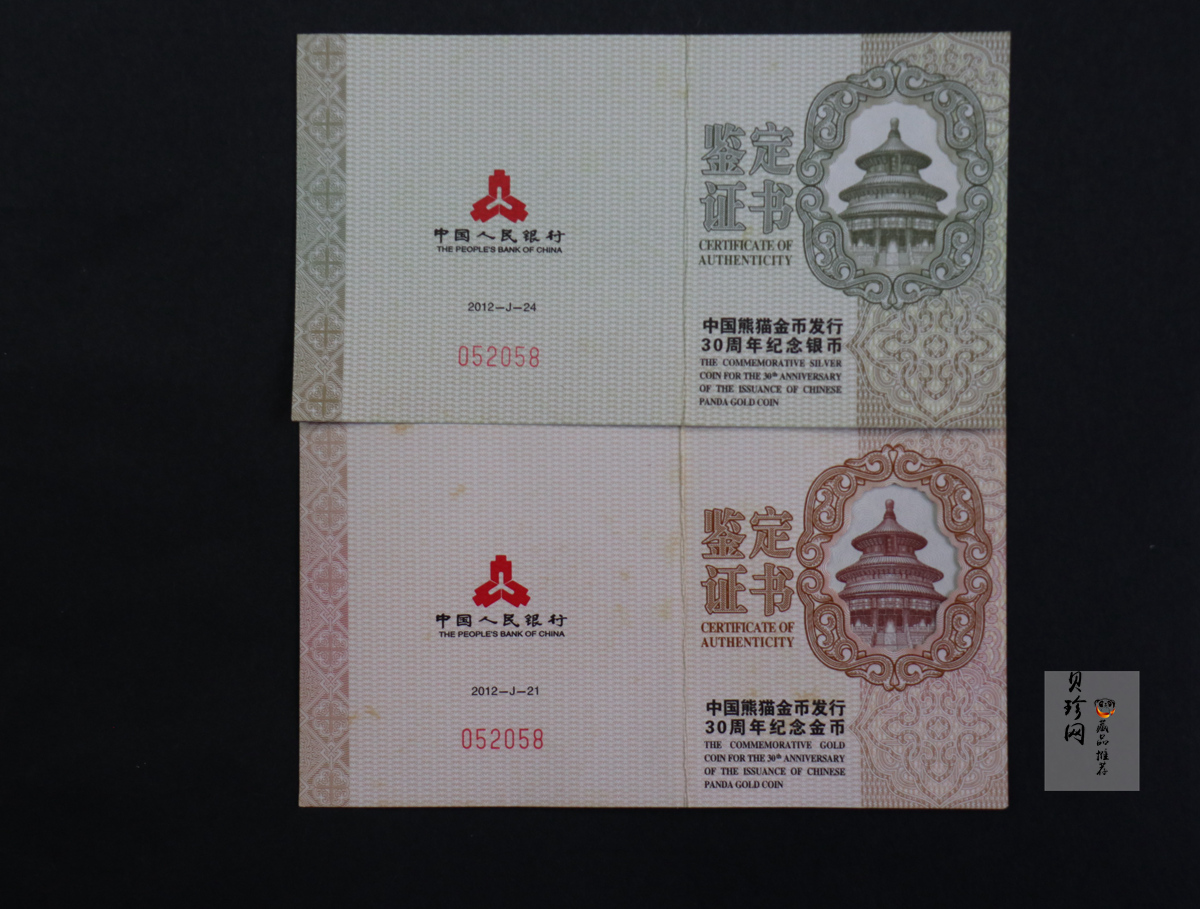 中国人民银行
THE PEOPLE'S BANK OF CHINA
2012-J-24
052058
鉴定
证书
CERTIFICATE OF
AUTHENTICITY
中国熊猫金币发行
30周年纪念银币
THE COMMEMORATIVE SILVER
COIN FOR THE 30th ANNIVERSARY
OF THE ISSUANCE OF CHINESE
PANDA GOLD COIN
中国人民银行
THE PEOPLE'S BANK OF CHINA
2012-J-21
052058
鉴定
证书
CERTIFICATE OF
AUTHENTICITY
中国熊猫金币发行
30周年纪念金币
THE COMMEMORATIVE GOLD
COIN FOR THE 30th ANNIVERSARY
OF THE ISSUANCE OF CHINESE
PANDA GOLD COIN
贝珍网
藏品推荐